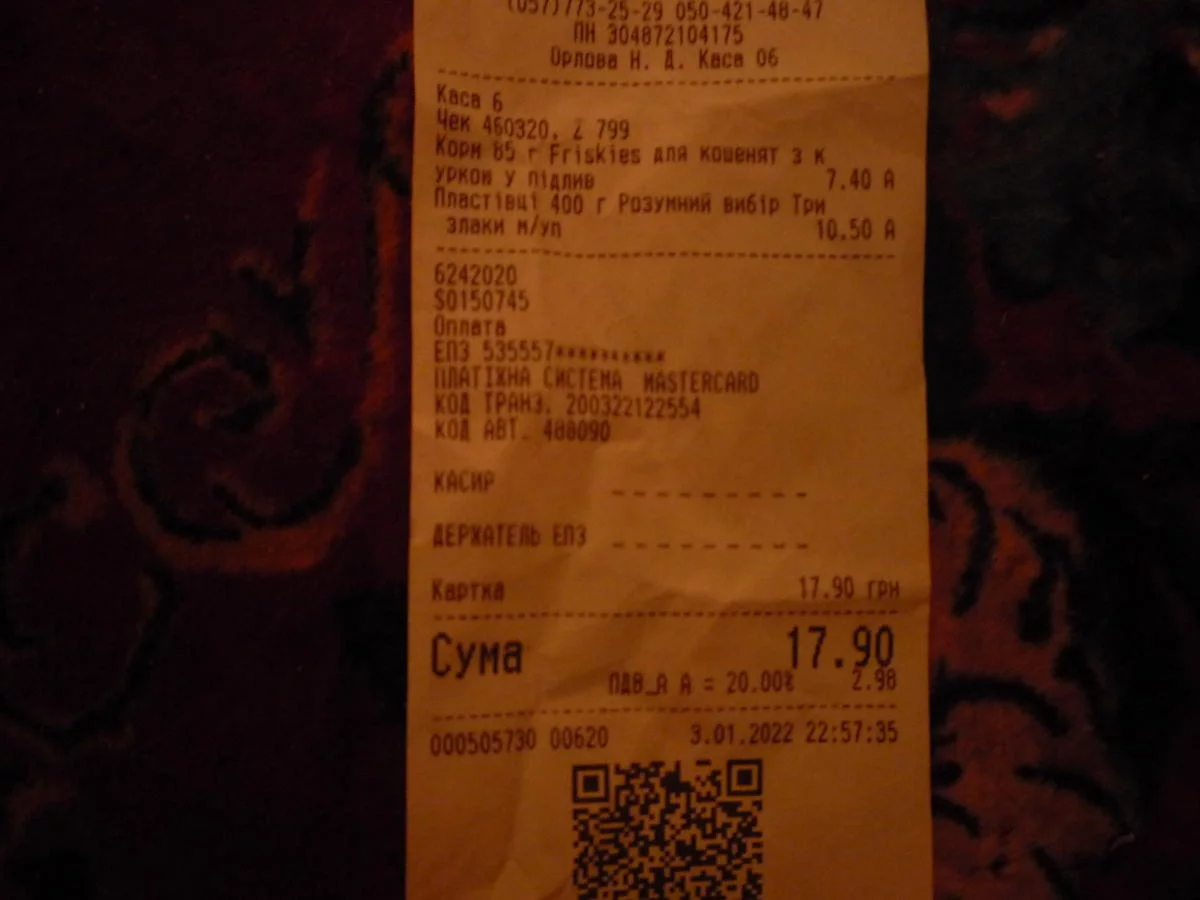 (057)773-25-29 050-421-48-47
ПН 304872104175
Орлова Н. Д. Каса 06
Каса 6
Чек 460320, Z 799
Корм 85 г Friskies для кошенят з к
уркою у підлив 7.40 А
Пластівці 400 г Розумний вибір Три
злаки м/уп 10.50 А
6242020
S0150745
Оплата
ЕПЗ 535557**********
ПЛАТІЖНА СИСТЕМА MASTERCARD
КОД ТРАНЗ. 200322122554
КОД АВТ. 488090
КАСИР _ _ _ _ _ _ _ _ _
ДЕРЖАТЕЛЬ ЕПЗ _ _ _ _ _ _ _ _ _
Картка 17.90 грн
Сума 17.90
ПДВ_А А = 20.00% 2.98
000505730 00620 3.01.2022 22:57:35